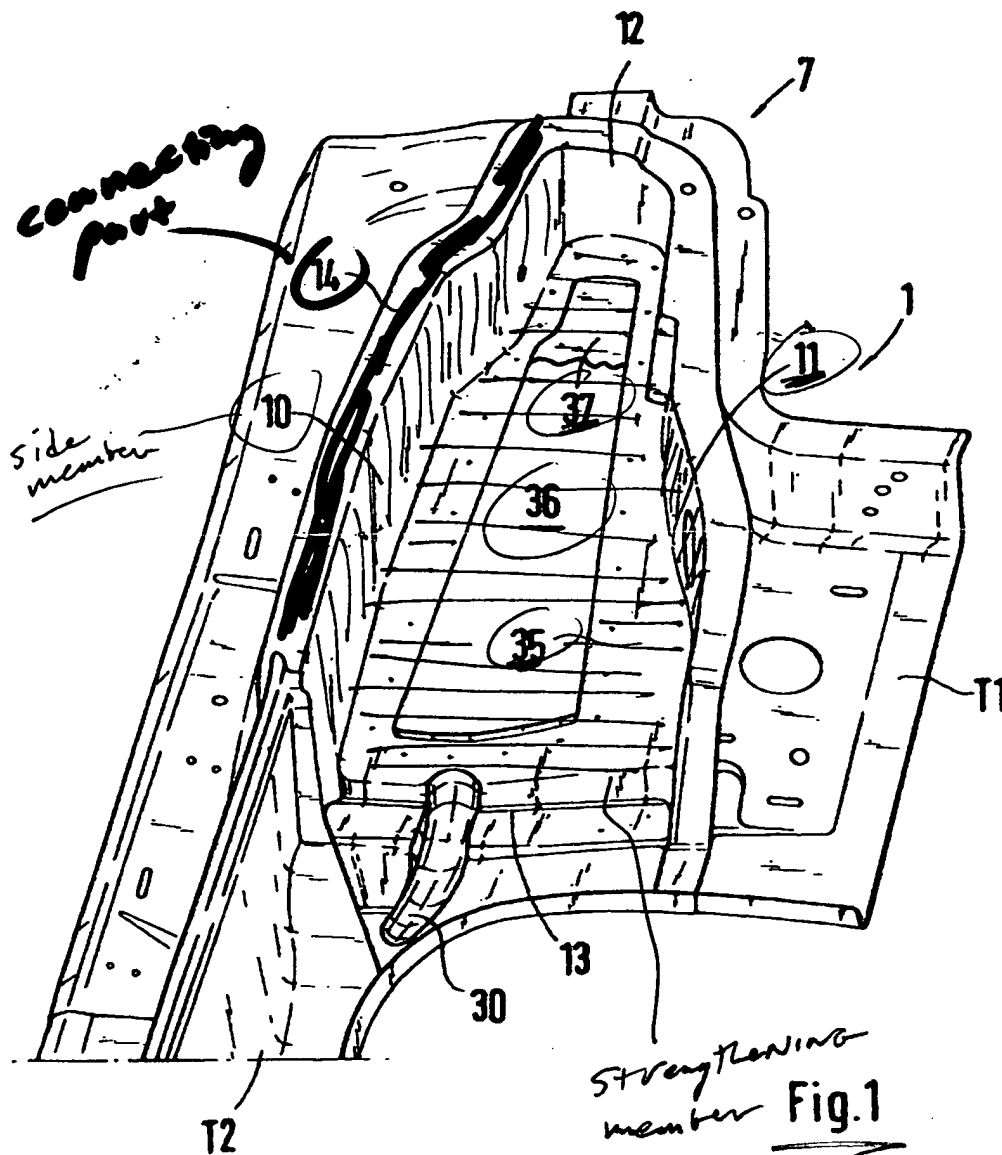 12
7
connecting
part
14
1
11
37
10
side
member
36
35
T1
13
30
strengthening
member
Fig.1
T2